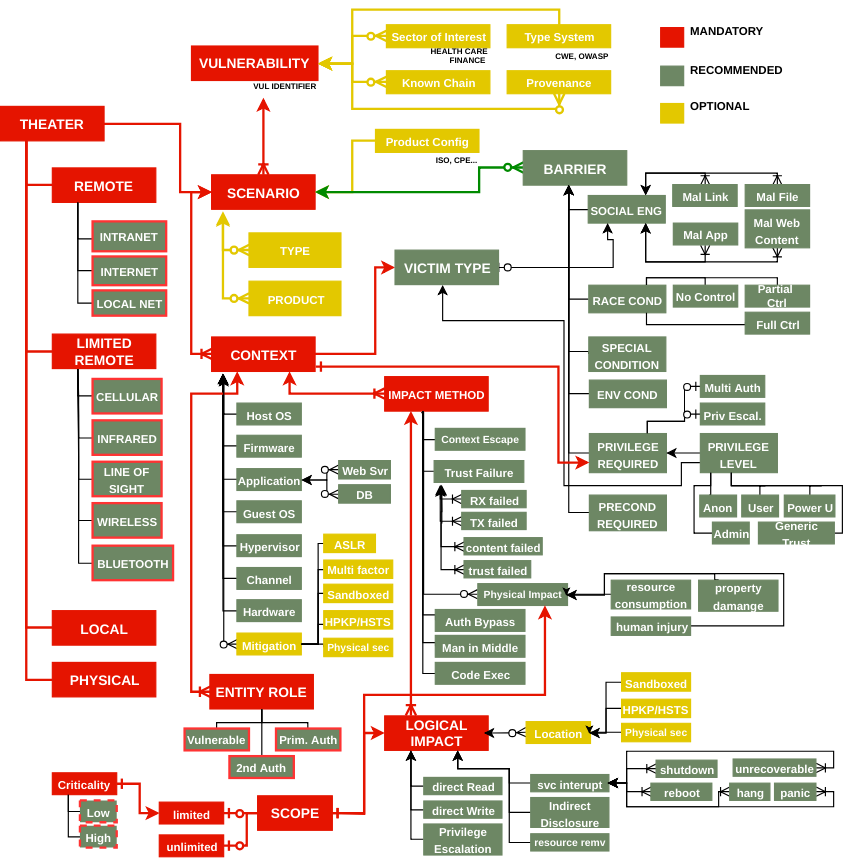 VULNERABILITY
VUL IDENTIFIER
Sector of Interest
HEALTH CARE
FINANCE
Type System
CWE, OWASP
Known Chain
Provenance
MANDATORY
RECOMMENDED
OPTIONAL
THEATER
REMOTE
INTRANET
INTERNET
LOCAL NET
LIMITED
REMOTE
CELLULAR
INFRARED
LINE OF
SIGHT
WIRELESS
BLUETOOTH
LOCAL
PHYSICAL
SCENARIO
Product Config
ISO, CPE...
TYPE
PRODUCT
BARRIER
SOCIAL ENG
Mal Link
Mal File
Mal App
Mal Web
Content
VICTIM TYPE
RACE COND
No Control
Partial
Ctrl
Full Ctrl
SPECIAL
CONDITION
ENV COND
Multi Auth
Priv Escal.
PRIVILEGE
REQUIRED
PRIVILEGE
LEVEL
Anon
User
Power U
Admin
Generic
Trust
PRECOND
REQUIRED
CONTEXT
Host OS
Firmware
Application
Web Svr
DB
Guest OS
Hypervisor
Channel
Hardware
Mitigation
ASLR
Multi factor
Sandboxed
HPKP/HSTS
Physical sec
IMPACT METHOD
Context Escape
Trust Failure
RX failed
TX failed
content failed
trust failed
Physical Impact
resource
consumption
property
damange
human injury
Auth Bypass
Man in Middle
Code Exec
ENTITY ROLE
Vulnerable
Prim. Auth
2nd Auth
LOGICAL
IMPACT
Location
Sandboxed
HPKP/HSTS
Physical sec
direct Read
direct Write
Privilege
Escalation
svc interupt
Indirect
Disclosure
resource remv
shutdown
unrecoverable
reboot
hang
panic
Criticality
Low
High
limited
unlimited
SCOPE